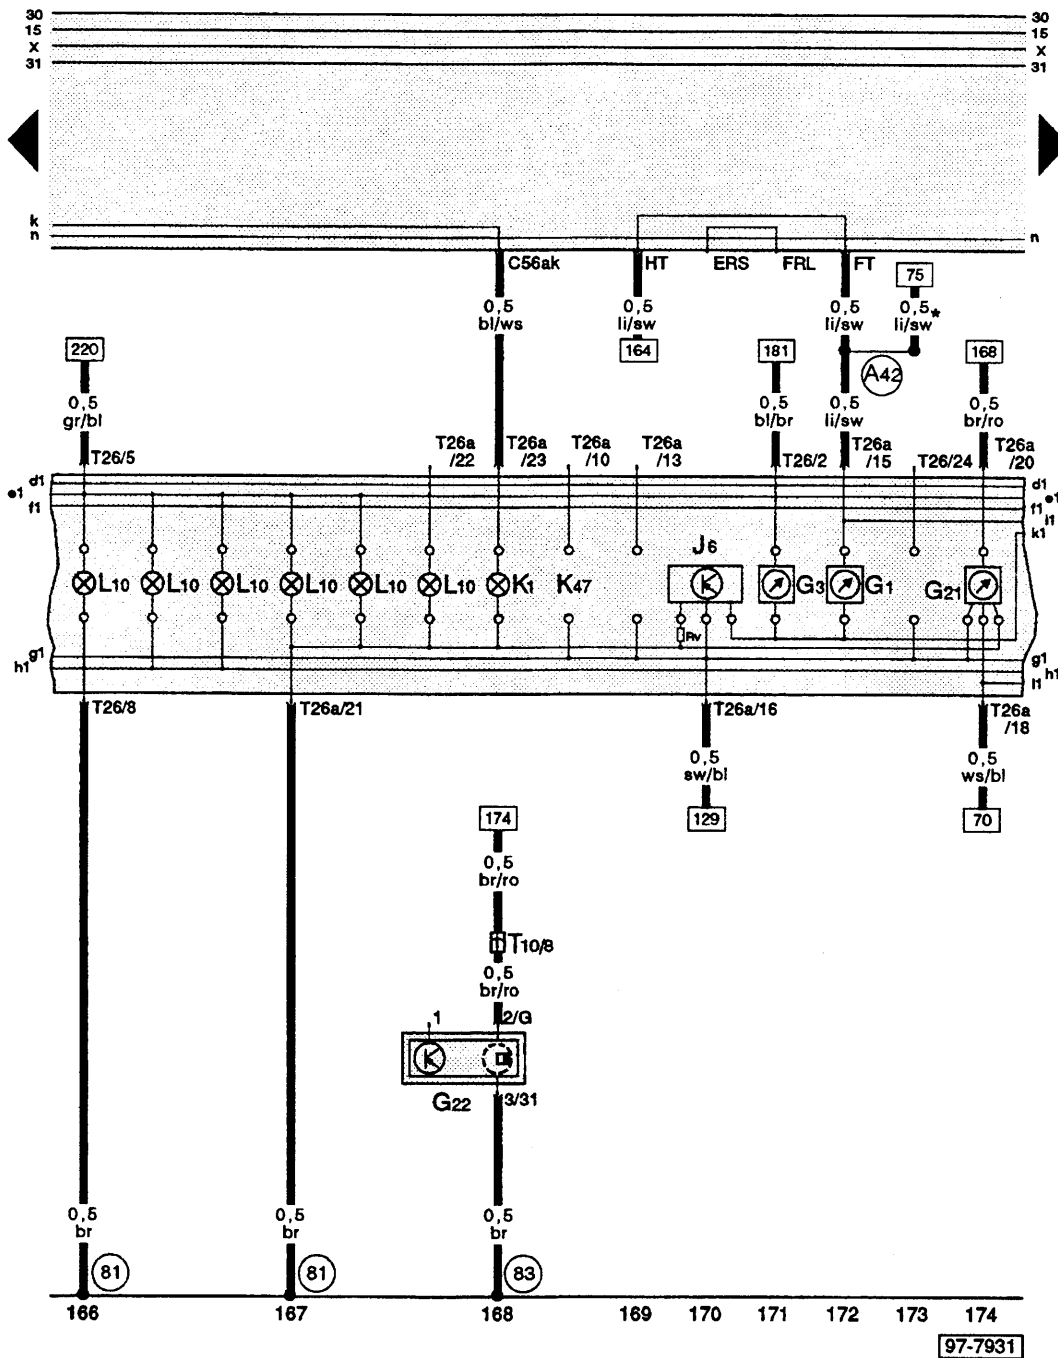 30 30
15 15
X X
31 31
k
n n
C56ak HT ERS FRL FT
75
0,5 0,5 0,5 0,5
bl/ws li/sw li/sw li/sw*
220 164 181 168
A42
0,5 0,5 0,5 0,5
gr/bl bl/br li/sw br/ro
T26a T26a T26a T26a T26a T26a
T26/5 /22 /23 /10 /13 T26/2 /15 T26/24 /20
d1 d1
e1 e1
f1 f1
i1
k1
J6
L10 L10 L10 L10 L10 L10 K1 K47 G3 G1 G21
Rv
g1 g1
h1 h1
l1
T26/8 T26a/21 T26a/16 T26a
/18
0,5 0,5
sw/bl ws/bl
174 129 70
0,5
br/ro
T10/8
0,5
br/ro
1 2/G
G22 3/31
0,5 0,5 0,5
br br br
81 81 83
166 167 168 169 170 171 172 173 174
97-7931